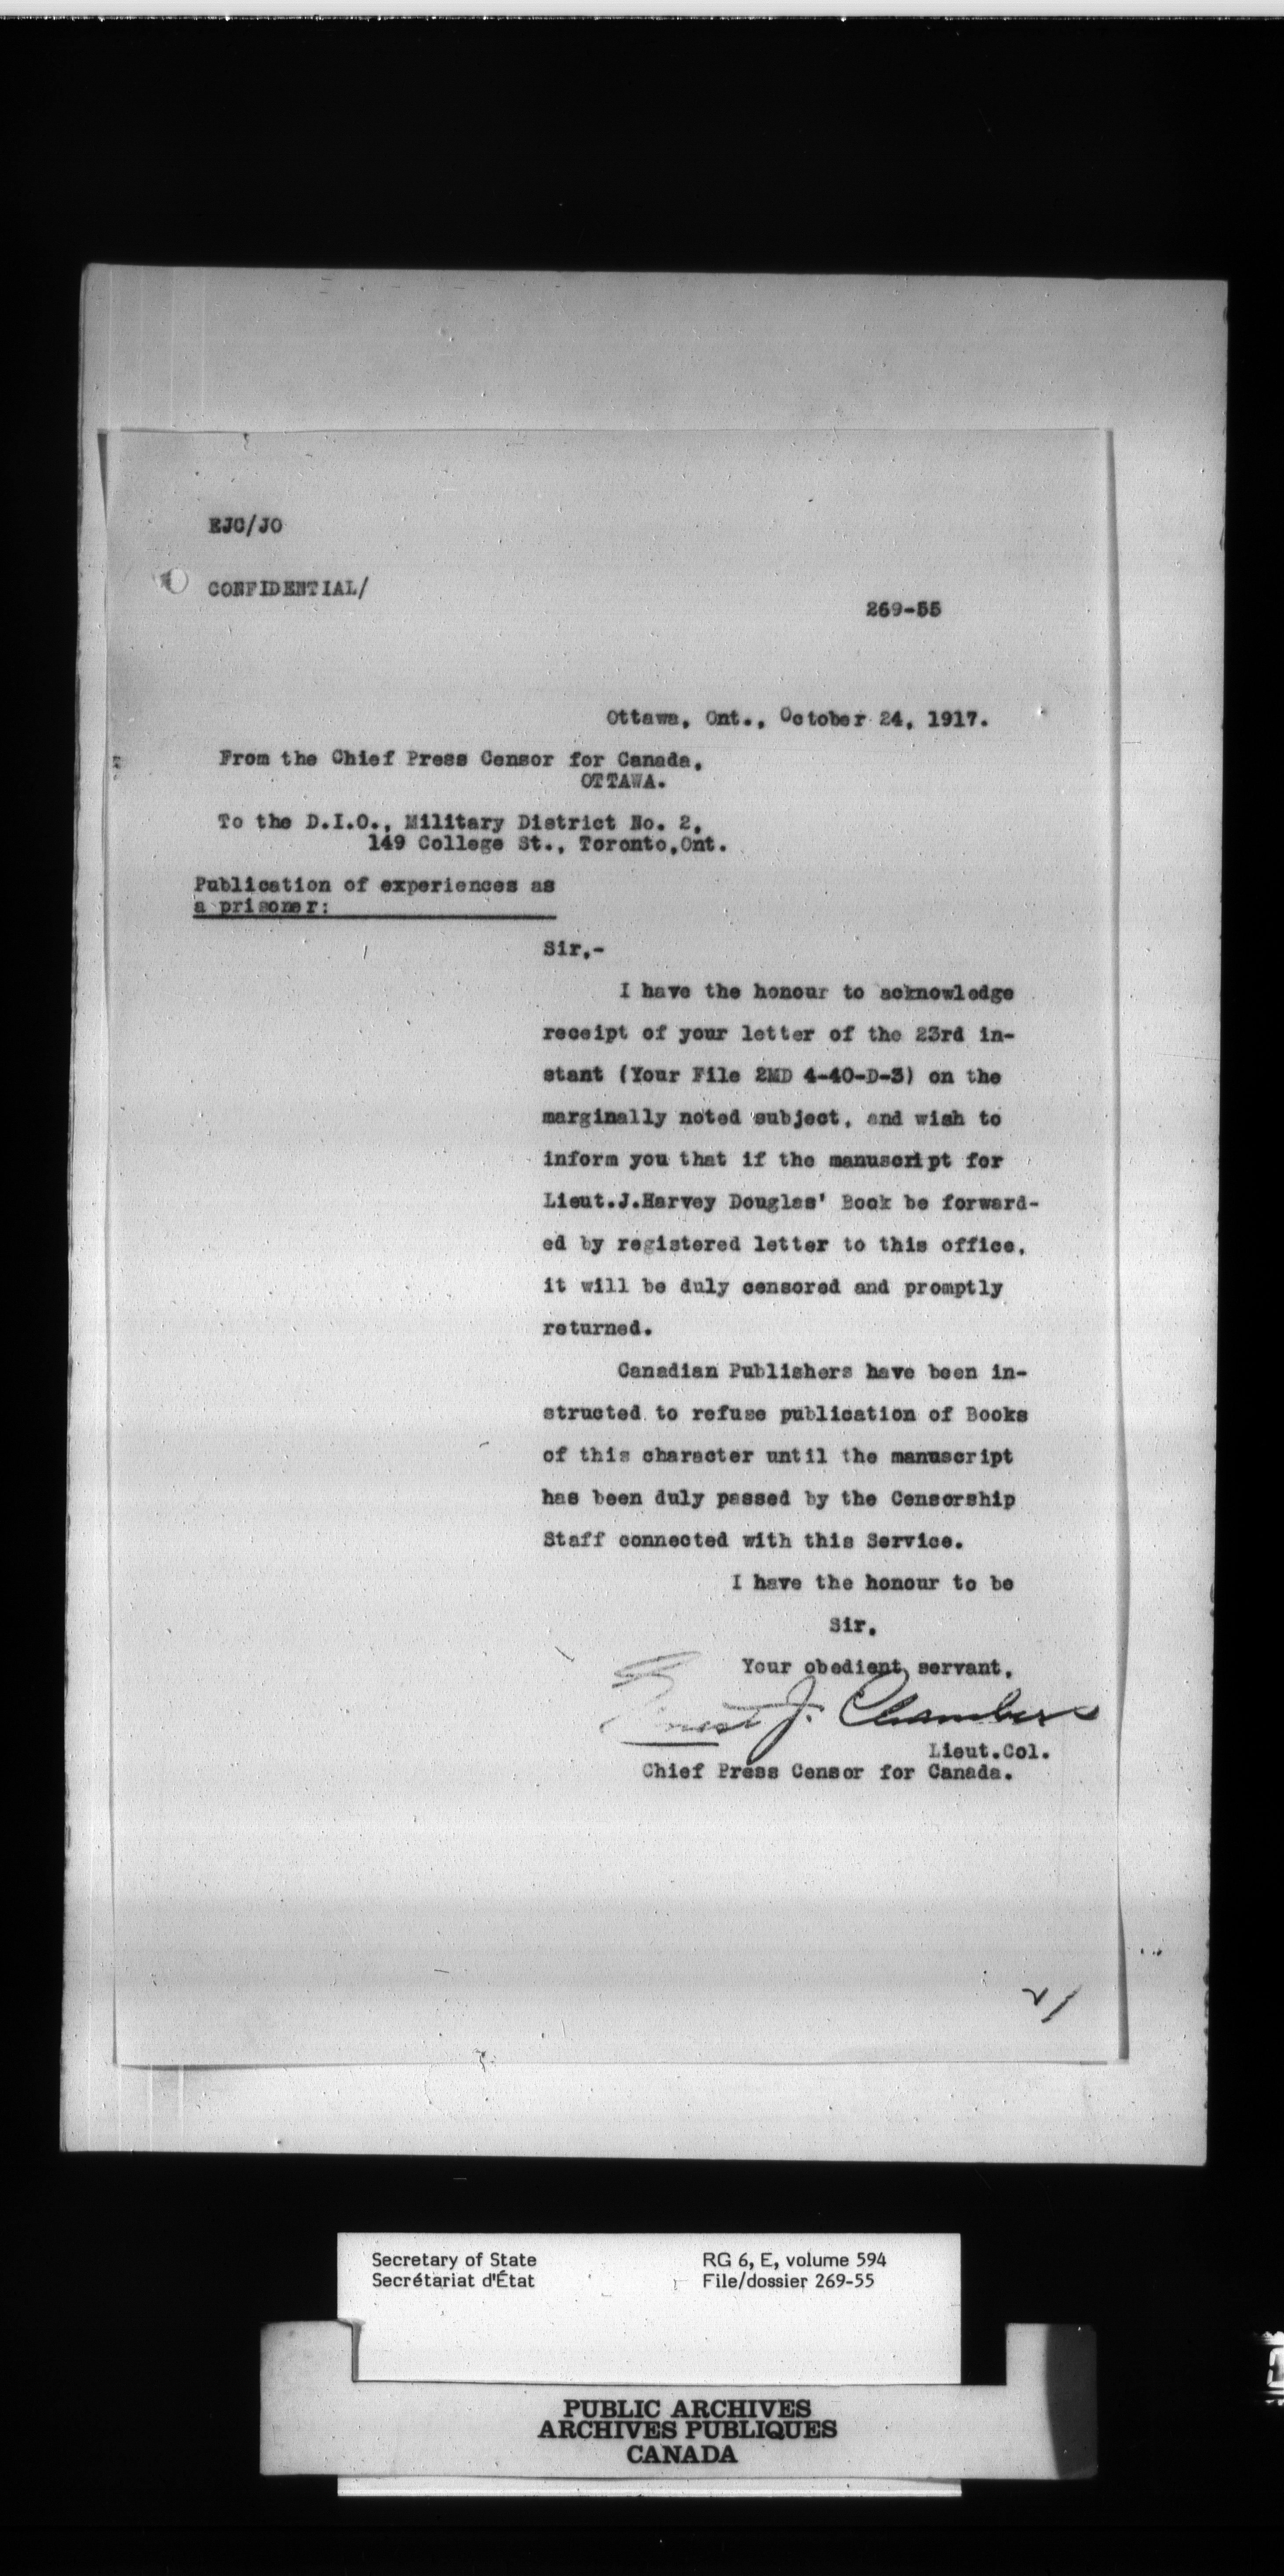 EJC/JO
CONFIDENTIAL/
269-55
Ottawa, Ont., October 24, 1917.
From the Chief Press Censor for Canada,
OTTAWA.
To the D.I.O., Military District No. 2,
149 College St., Toronto,Ont.
Publication of experiences as
a prisoner:
Sir,-
I have the honour to acknowledge
receipt of your letter of the 23rd in-
stant (Your File 2MD 4-40-D-3) on the
marginally noted subject, and wish to
inform you that if the manuscript for
Lieut.J.Harvey Douglas' Book be forward-
ed by registered letter to this office,
it will be duly censored and promptly
returned.
Canadian Publishers have been in-
structed to refuse publication of Books
of this character until the manuscript
has been duly passed by the Censorship
Staff connected with this Service.
I have the honour to be
Sir,
Your obedient servant,
Ernest J. Chambers
Lieut.Col.
Chief Press Censor for Canada.
21
Secretary of State
Secrétariat d'État
RG 6, E, volume 594
File/dossier 269-55
PUBLIC ARCHIVES
ARCHIVES PUBLIQUES
CANADA